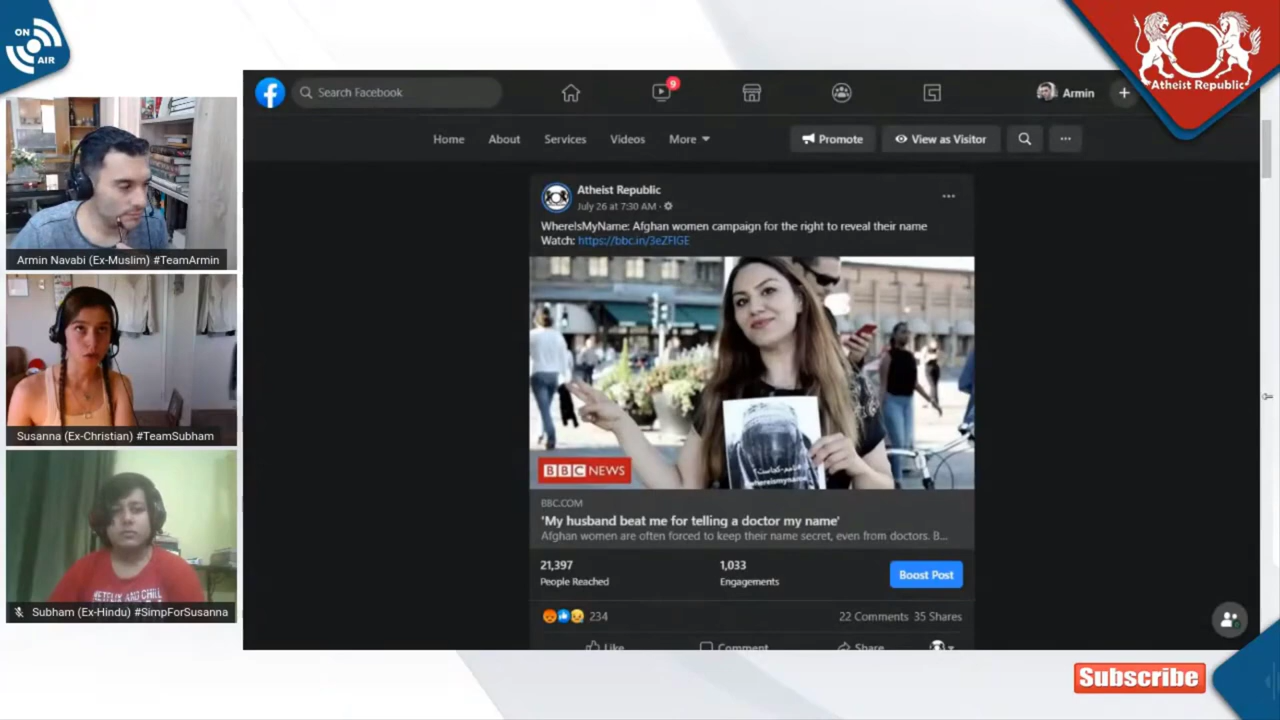 ON
AIR
Atheist Republic
Search Facebook
9
Armin
Home
About
Services
Videos
More
Promote
View as Visitor
Atheist Republic
July 26 at 7:30 AM
WhereIsMyName: Afghan women campaign for the right to reveal their name
Watch: https://bbc.in/3eZFIGE
#whereismyname
BBC NEWS
BBC.COM
'My husband beat me for telling a doctor my name'
Afghan women are often forced to keep their name secret, even from doctors. B...
21,397
People Reached
1,033
Engagements
Boost Post
234
22 Comments 35 Shares
Like
Comment
Share
Armin Navabi (Ex-Muslim) #TeamArmin
Susanna (Ex-Christian) #TeamSubham
NETFLIX AND CHILL
Subham (Ex-Hindu) #SimpForSusanna
Subscribe